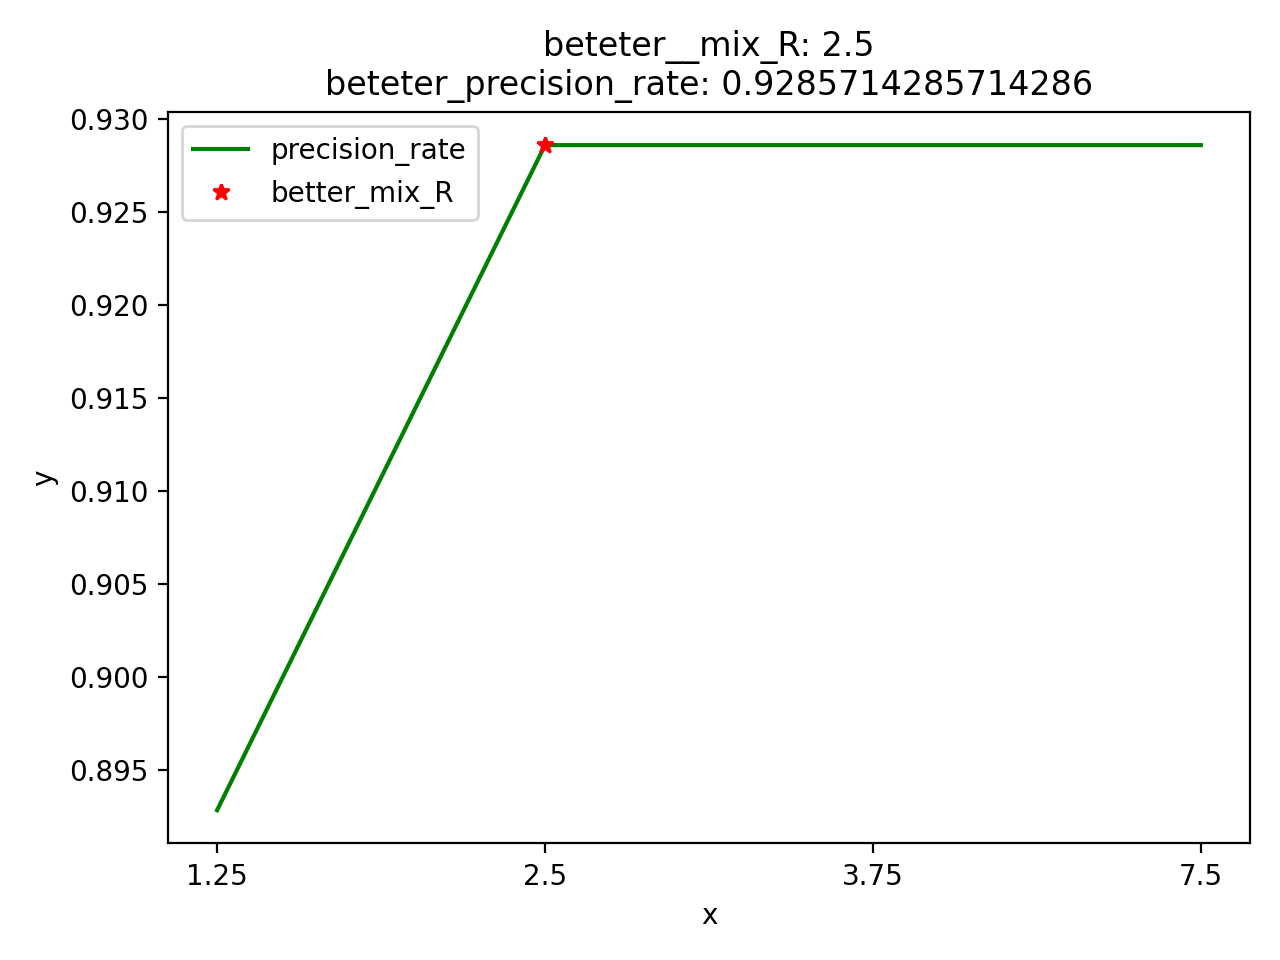 beteter__mix_R: 2.5
beteter_precision_rate: 0.9285714285714286
precision_rate
better_mix_R
0.930
0.925
0.920
0.915
0.910
0.905
0.900
0.895
y
1.25 2.5 3.75 7.5
x